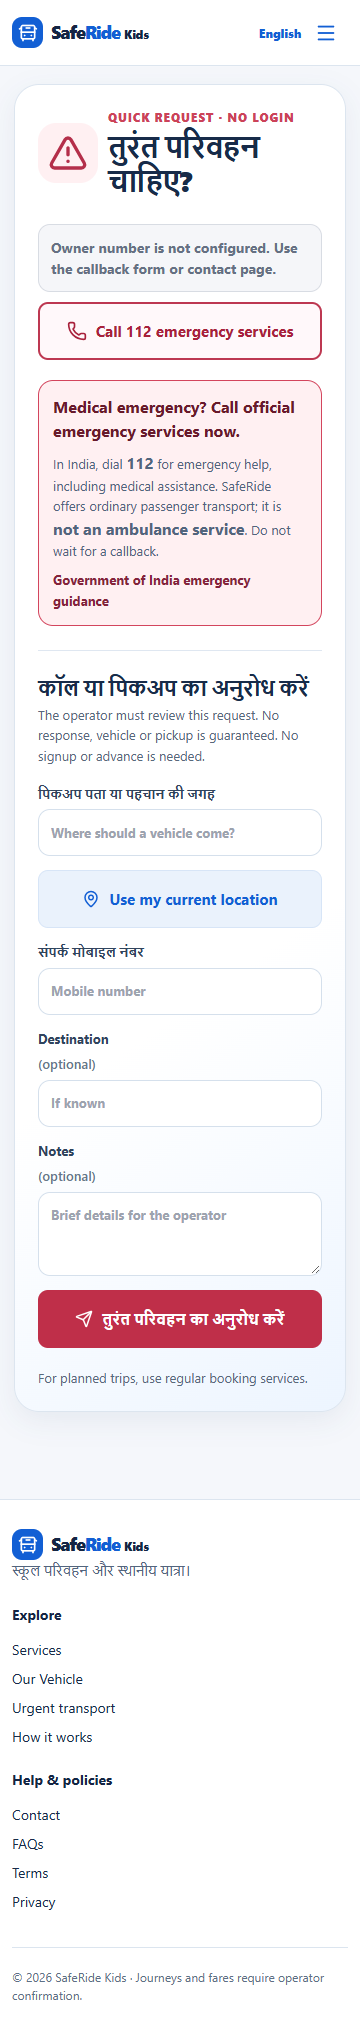 SafeRide Kids
English
QUICK REQUEST · NO LOGIN
तुरंत परिवहन
चाहिए?
Owner number is not configured. Use
the callback form or contact page.
Call 112 emergency services
Medical emergency? Call official
emergency services now.
In India, dial 112 for emergency help,
including medical assistance. SafeRide
offers ordinary passenger transport; it is
not an ambulance service. Do not
wait for a callback.
Government of India emergency
guidance
कॉल या पिकअप का अनुरोध करें
The operator must review this request. No
response, vehicle or pickup is guaranteed. No
signup or advance is needed.
पिकअप पता या पहचान की जगह
Where should a vehicle come?
Use my current location
संपर्क मोबाइल नंबर
Mobile number
Destination
(optional)
If known
Notes
(optional)
Brief details for the operator
तुरंत परिवहन का अनुरोध करें
For planned trips, use regular booking services.
SafeRide Kids
स्कूल परिवहन और स्थानीय यात्रा।
Explore
Services
Our Vehicle
Urgent transport
How it works
Help & policies
Contact
FAQs
Terms
Privacy
© 2026 SafeRide Kids · Journeys and fares require operator
confirmation.